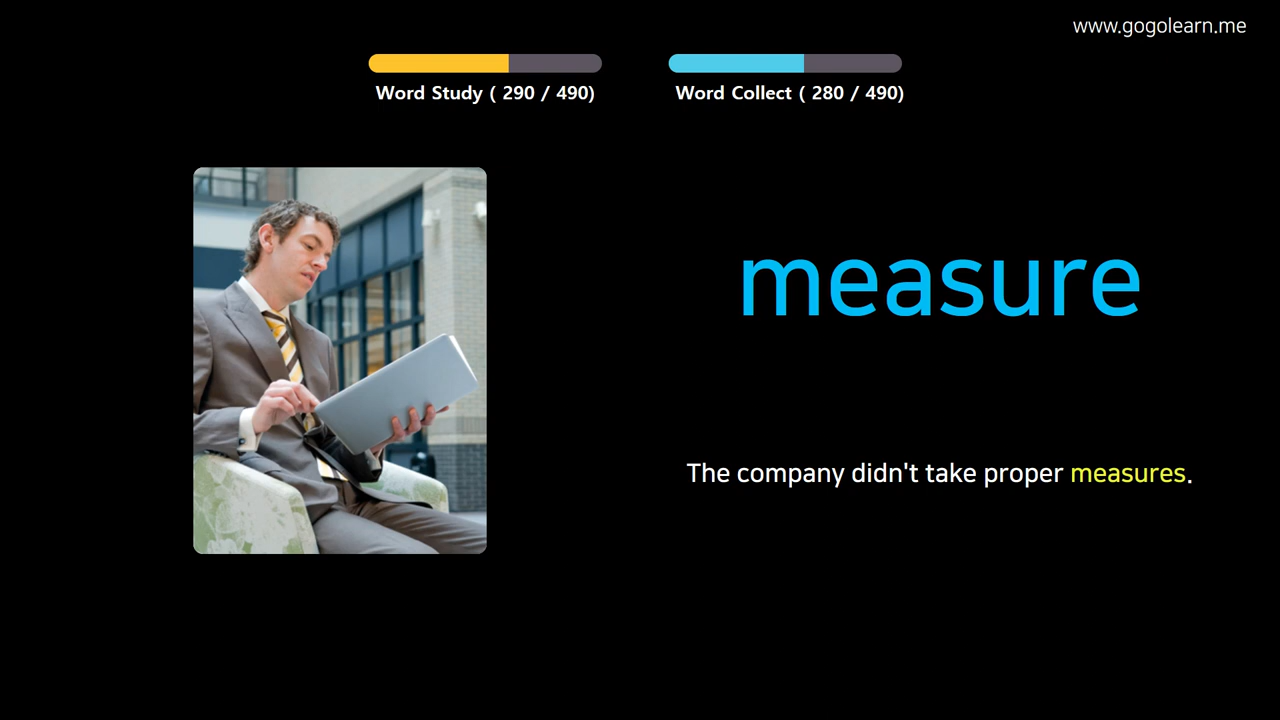 www.gogolearn.me
Word Study ( 290 / 490)
Word Collect ( 280 / 490)
measure
The company didn't take proper measures.